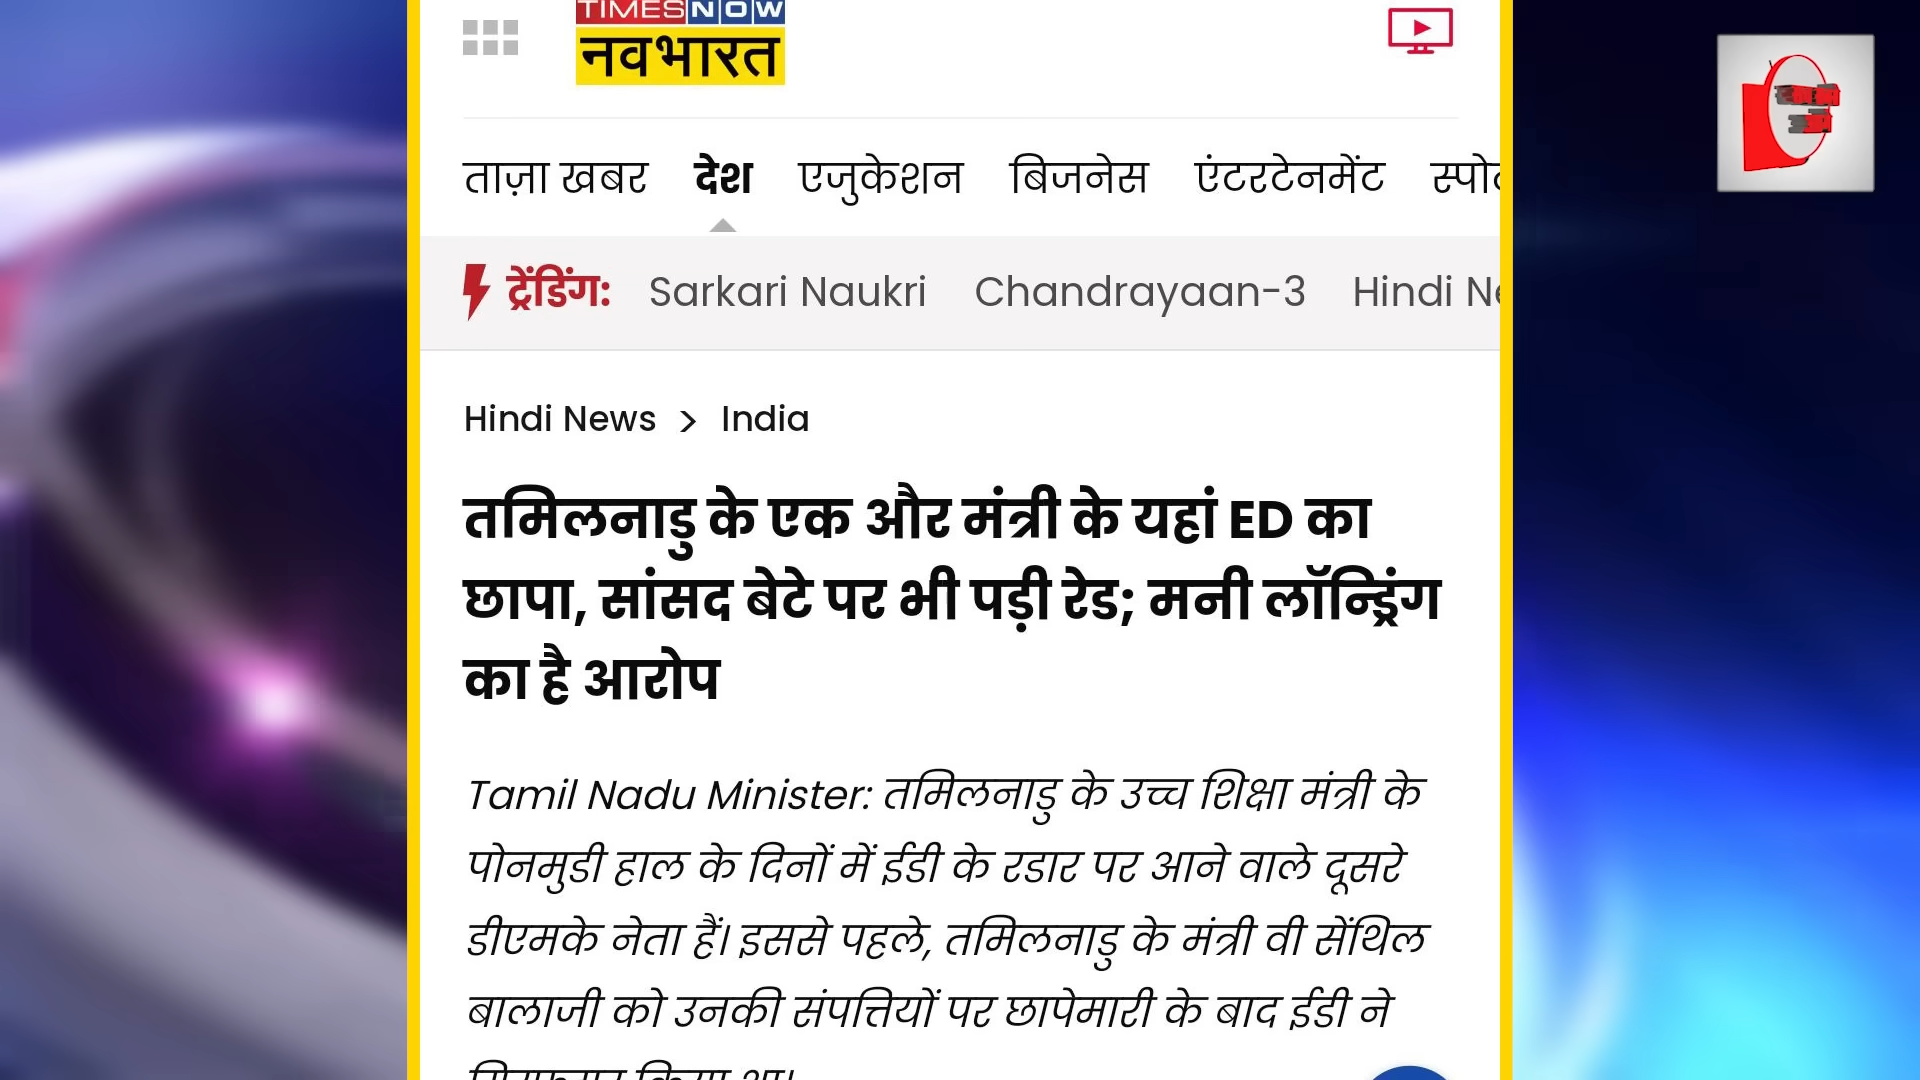 TIMES NOW
नवभारत
ताज़ा खबर देश एजुकेशन बिजनेस एंटरटेनमेंट
ट्रेंडिंग: Sarkari Naukri Chandrayaan-3 Hindi
Hindi News > India
तमिलनाडु के एक और मंत्री के यहां ED का
छापा, सांसद बेटे पर भी पड़ी रेड; मनी लॉन्ड्रिंग
का है आरोप
Tamil Nadu Minister: तमिलनाडु के उच्च शिक्षा मंत्री के
पोनमुडी हाल के दिनों में ईडी के रडार पर आने वाले दूसरे
डीएमके नेता हैं। इससे पहले, तमिलनाडु के मंत्री वी सेंथिल
बालाजी को उनकी संपत्तियों पर छापेमारी के बाद ईडी ने